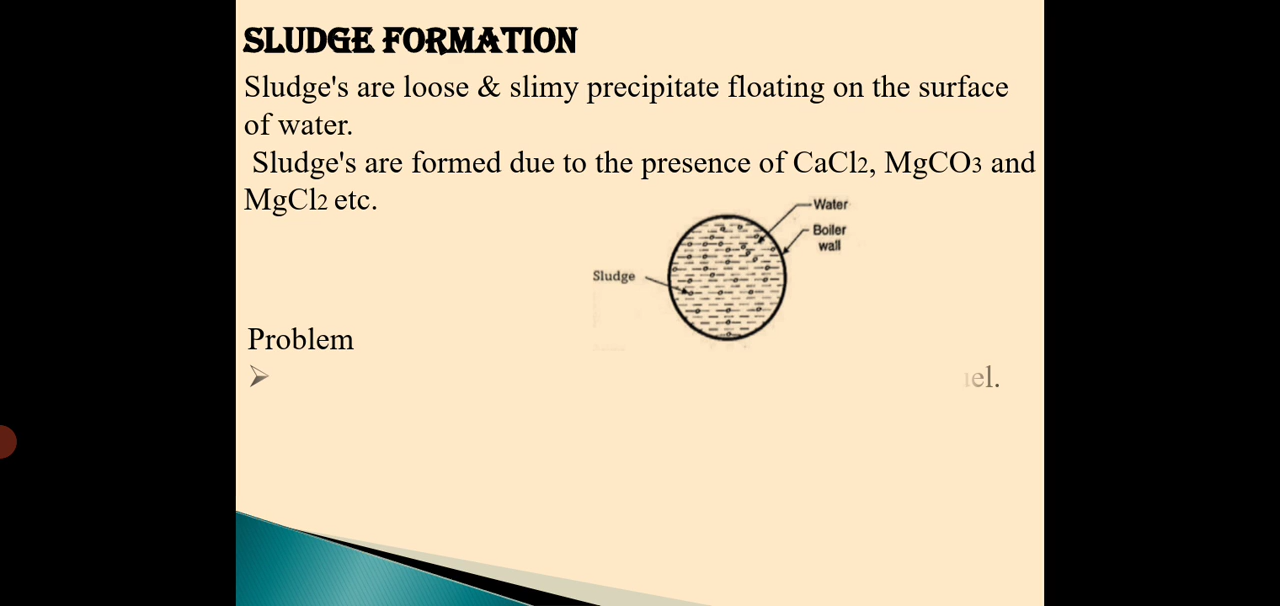 SLUDGE FORMATION
Sludge's are loose & slimy precipitate floating on the surface
of water.
Sludge's are formed due to the presence of CaCl2, MgCO3 and
MgCl2 etc.
Water
Boiler
wall
Sludge
Problem